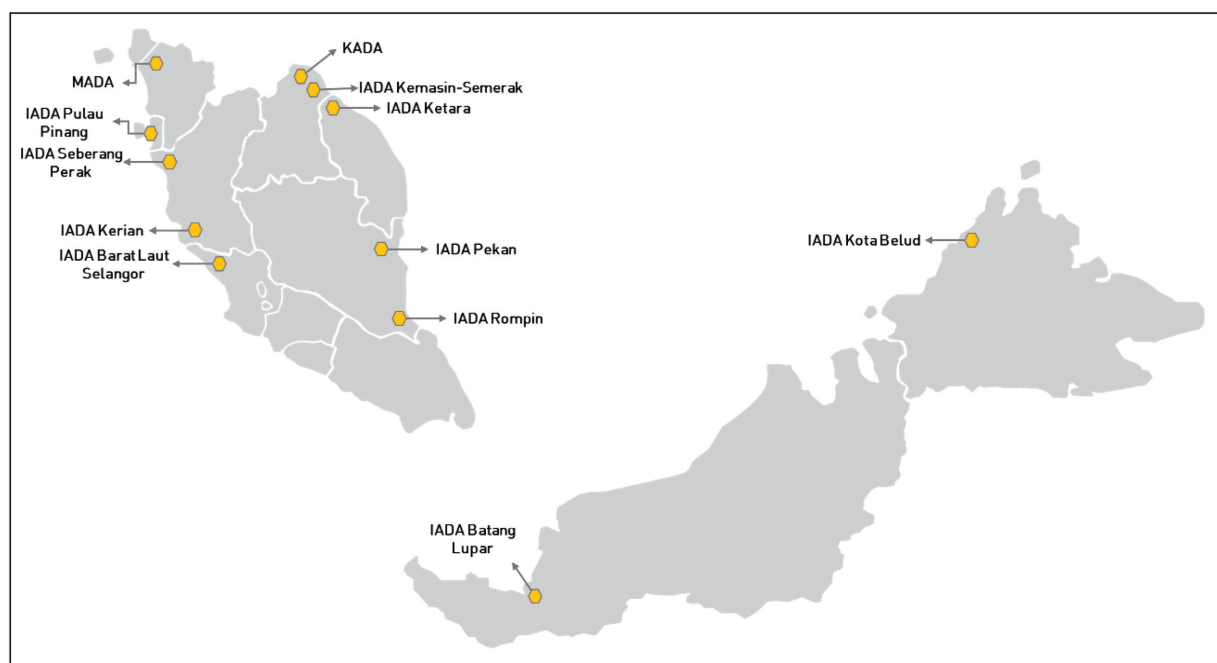 KADA
MADA
IADA Kemasin-Semerak
IADA Ketara
IADA Pulau
Pinang
IADA Seberang
Perak
IADA Kerian
IADA Barat Laut
Selangor
IADA Pekan
IADA Rompin
IADA Kota Belud
IADA Batang
Lupar